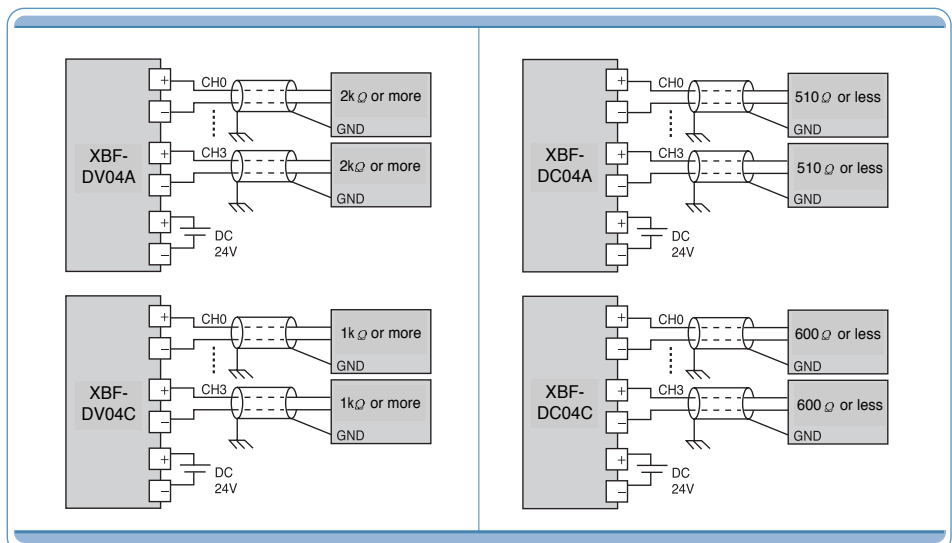 CH0
2kΩ or more
GND
XBF-
DV04A
CH3
2kΩ or more
GND
DC
24V
CH0
510Ω or less
GND
XBF-
DC04A
CH3
510Ω or less
GND
DC
24V
CH0
1kΩ or more
GND
XBF-
DV04C
CH3
1kΩ or more
GND
DC
24V
CH0
600Ω or less
GND
XBF-
DC04C
CH3
600Ω or less
GND
DC
24V